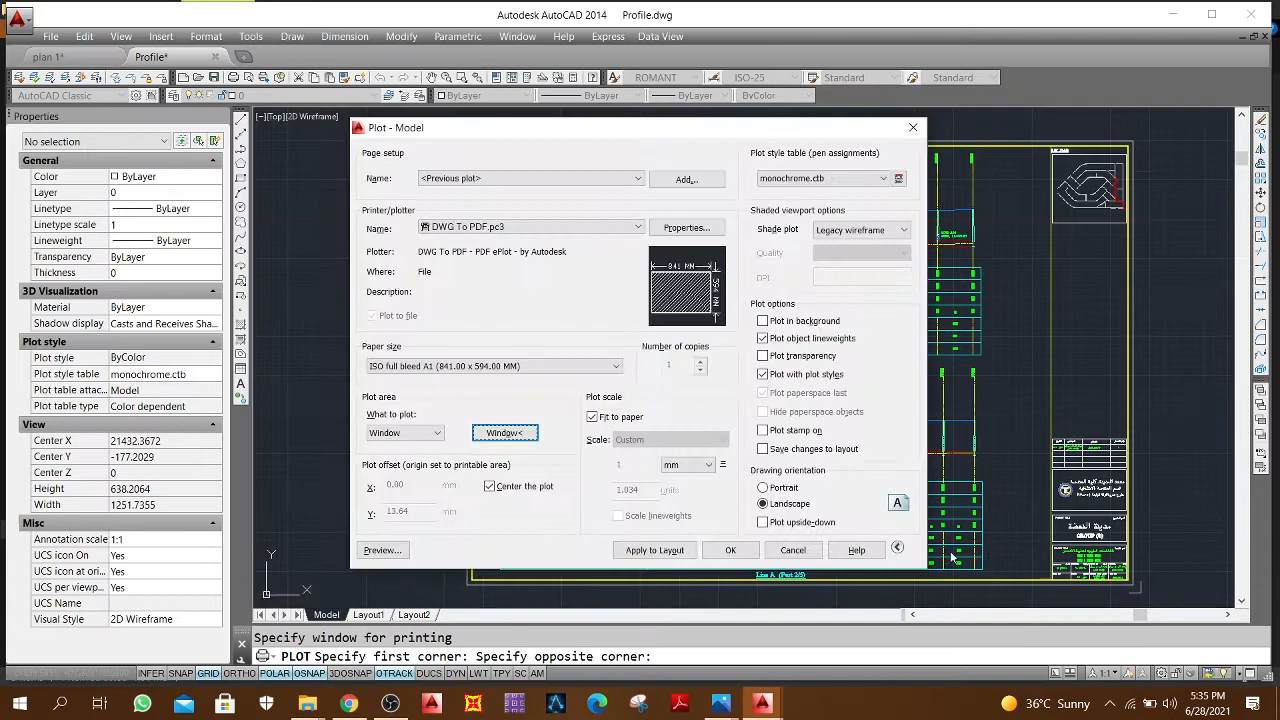 Autodesk AutoCAD 2014 Profile.dwg
File Edit View Insert Format Tools Draw Dimension Modify Parametric Window Help Express
plan 1* Profile*
ROMANT ISO-25 Standard Standard
AutoCAD Classic 0 ByLayer ByLayer ByLayer ByColor
Properties
No selection
General
Color ByLayer
Layer 0
Linetype ByLayer
Linetype scale 1
Lineweight ByLayer
Transparency ByLayer
Thickness 0
3D Visualization
Material ByLayer
Shadow display Casts and Receives Sha...
Plot style
Plot style ByColor
Plot style table monochrome.ctb
Plot table attac... Model
Plot table type Color dependent
View
Center X 21432.3672
Center Y -177.2029
Center Z 0
Height 638.2064
Width 1251.7355
Misc
Annotation scale 1:1
UCS icon On Yes
UCS icon at ori... Yes
UCS per viewp... Yes
UCS Name
Visual Style 2D Wireframe
[−][Top][2D Wireframe]
Plot - Model
Page setup
Name: <Previous plot> Add...
Printer/plotter
Name: DWG To PDF.pc3 Properties...
Plotter: DWG To PDF - PDF ePlot - by Autodesk
Where: File
Description:
Plot to file
841 MM
594 MM
Paper size
ISO full bleed A1 (841.00 x 594.00 MM)
Number of copies
1
Plot area
What to plot:
Window Window<
Plot offset (origin set to printable area)
X: 0.00 mm Center the plot
Y: 13.64 mm
Plot scale
Fit to paper
Scale: Custom
1 mm =
1.034 units
Scale lineweights
Plot style table (pen assignments)
monochrome.ctb
Shaded viewport options
Shade plot Legacy wireframe
Quality
DPI
Plot options
Plot in background
Plot object lineweights
Plot transparency
Plot with plot styles
Plot paperspace last
Hide paperspace objects
Plot stamp on
Save changes to layout
Drawing orientation
Portrait
Landscape
Plot upside-down
A
Preview... Apply to Layout OK Cancel Help
Line A (Part 2/5)
Y
X
Model Layout1 Layout2
Specify window for printing
PLOT Specify first corner: Specify opposite corner:
INFER SNAP GRID ORTHO POLAR OSNAP 3DOSNAP OTRACK DUCS DYN LWT TPY SC AM 1:1
36°C Sunny ENG 5:35 PM
6/28/2021